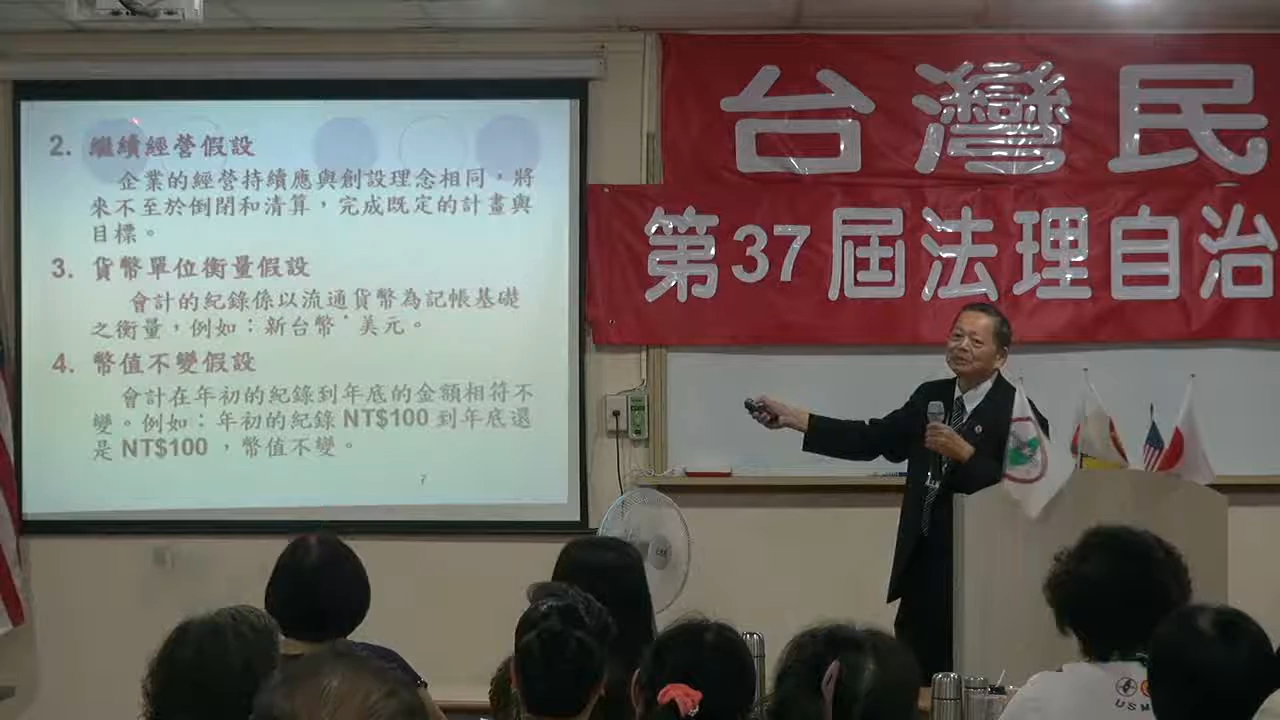 2. 繼續經營假設
企業的經營持續應與創設理念相同，將
來不至於倒閉和清算，完成既定的計畫與
目標。
3. 貨幣單位衡量假設
會計的紀錄係以流通貨幣為記帳基礎
之衡量，例如：新台幣、美元。
4. 幣值不變假設
會計在年初的紀錄到年底的金額相符不
變。例如：年初的紀錄 NT$100 到年底還
是 NT$100 ，幣值不變。
7
台灣民
第37屆法理自治
USM